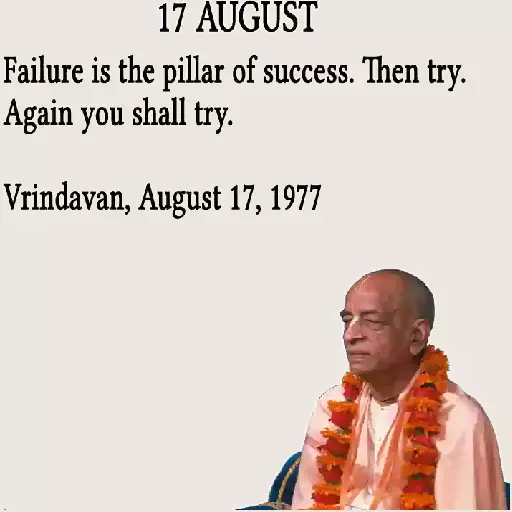 17 AUGUST
Failure is the pillar of success. Then try.
Again you shall try.
Vrindavan, August 17, 1977